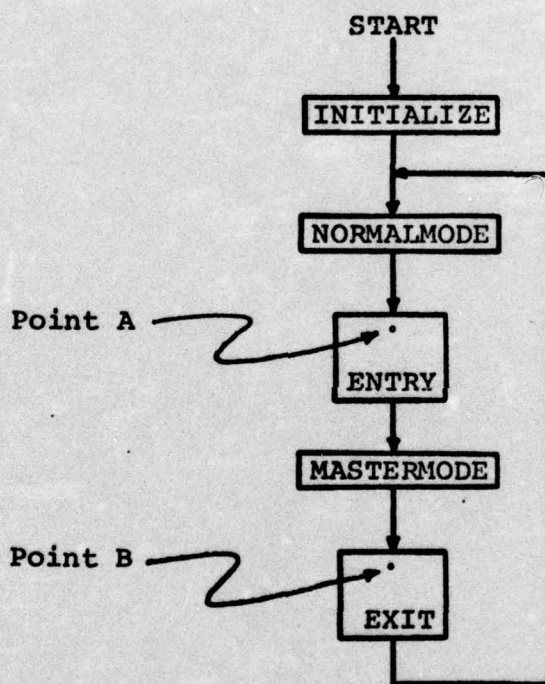 START
INITIALIZE
NORMALMODE
Point A
ENTRY
MASTERMODE
Point B
EXIT